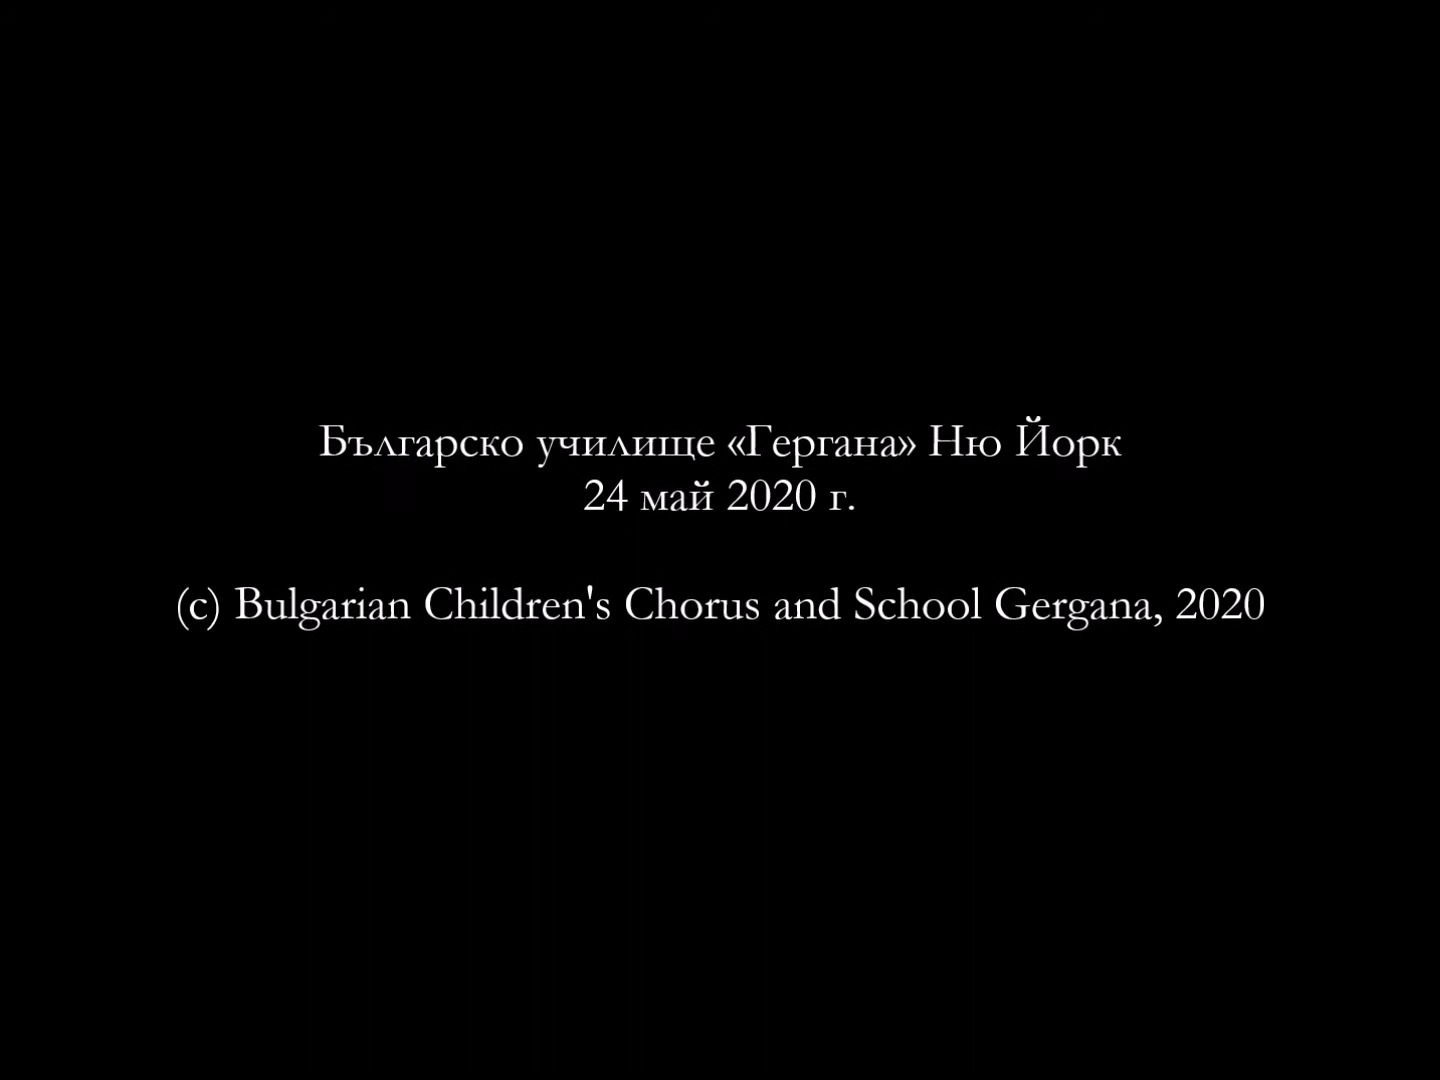 Българско училище «Гергана» Ню Йорк
24 май 2020 г.
(c) Bulgarian Children's Chorus and School Gergana, 2020